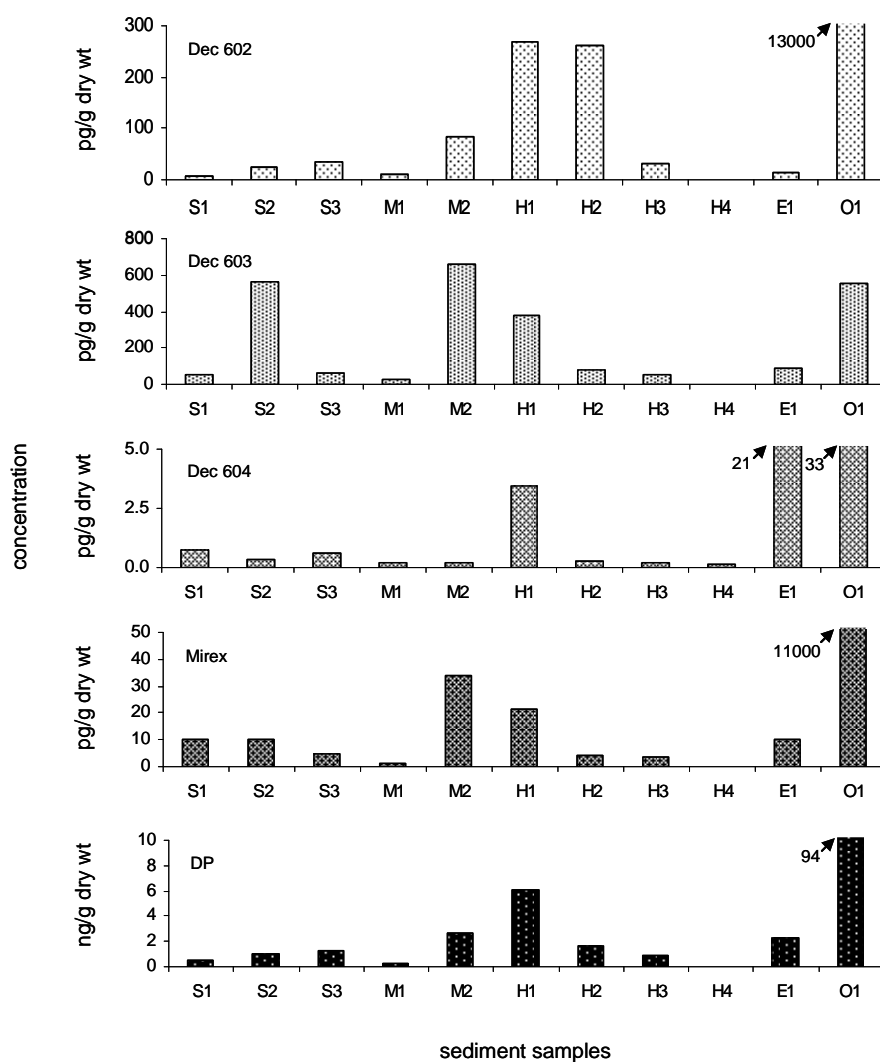 300
Dec 602
13000
200
100
0
pg/g dry wt
S1 S2 S3 M1 M2 H1 H2 H3 H4 E1 O1
800
Dec 603
600
400
200
0
pg/g dry wt
S1 S2 S3 M1 M2 H1 H2 H3 H4 E1 O1
5.0
Dec 604
21 33
2.5
0.0
pg/g dry wt
S1 S2 S3 M1 M2 H1 H2 H3 H4 E1 O1
concentration
50
Mirex
11000
40
30
20
10
0
pg/g dry wt
S1 S2 S3 M1 M2 H1 H2 H3 H4 E1 O1
10
DP
94
8
6
4
2
0
ng/g dry wt
S1 S2 S3 M1 M2 H1 H2 H3 H4 E1 O1
sediment samples